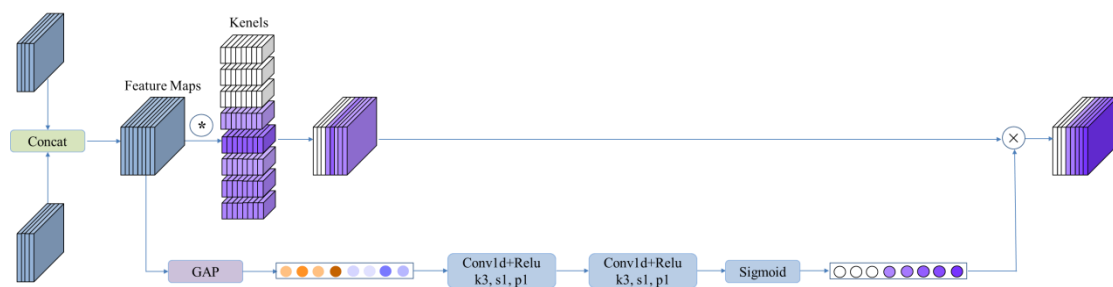 Kenels
Feature Maps
*
Concat
×
GAP
Conv1d+Relu
k3, s1, p1
Conv1d+Relu
k3, s1, p1
Sigmoid